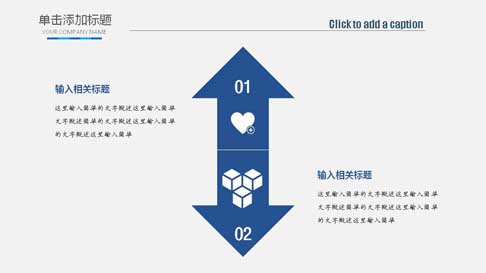 单击添加标题
YOUR COMPANY NAME
Click to add a caption
01
输入相关标题
这里输入简单的文字概述这里输入简单
文字概述简单的文字概述这里输入简单
的文字概述这里输入简单
输入相关标题
这里输入简单的文字概述这里输入简单
文字概述简单的文字概述这里输入简单
的文字概述这里输入简单
02